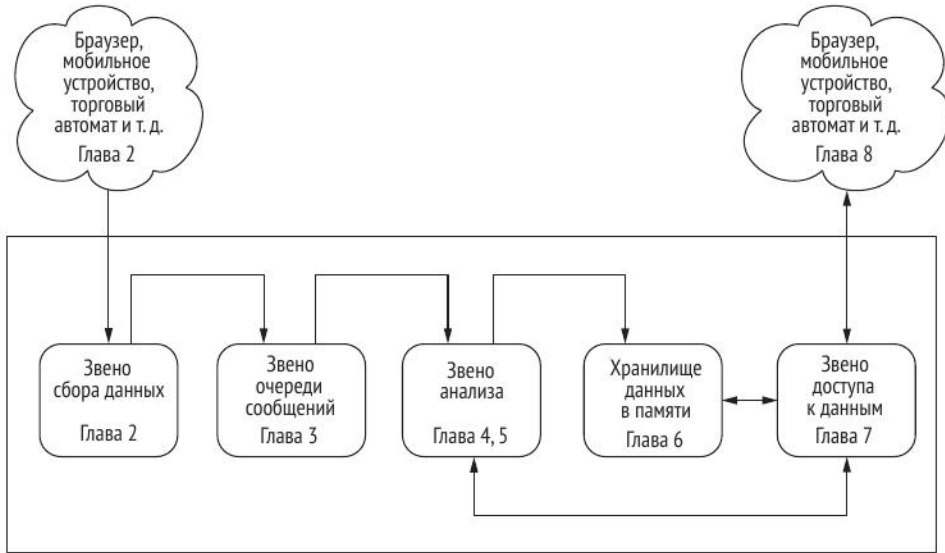 Браузер,
мобильное
устройство,
торговый
автомат и т. д.
Глава 2
Браузер,
мобильное
устройство,
торговый
автомат и т. д.
Глава 8
Звено
сбора данных
Глава 2
Звено
очереди
сообщений
Глава 3
Звено
анализа
Глава 4, 5
Хранилище
данных
в памяти
Глава 6
Звено
доступа
к данным
Глава 7